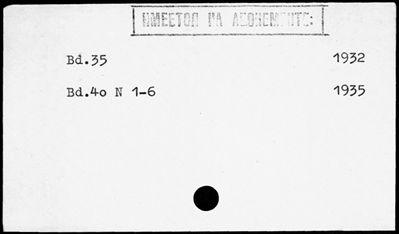 ИМЕЕТСЯ НА АБОНЕМЕНТЕ:
Bd.35 1932
Bd.4o N 1-6 1935